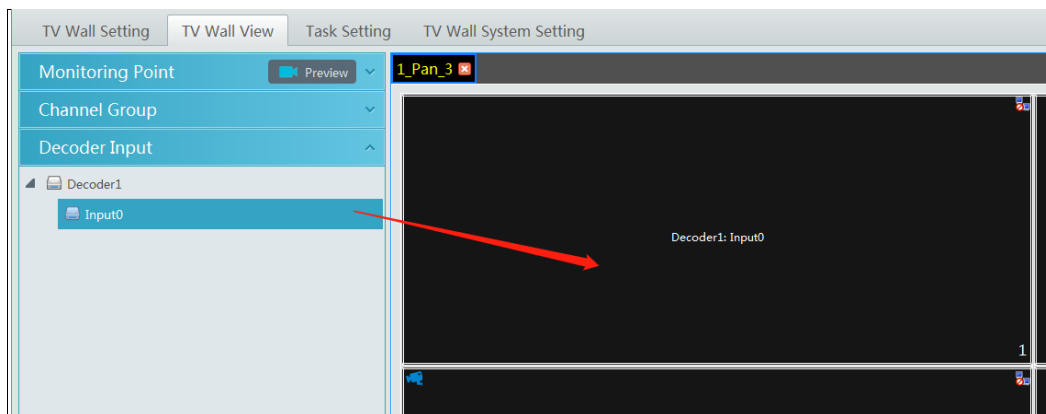 TV Wall Setting TV Wall View Task Setting TV Wall System Setting
Monitoring Point Preview
1_Pan_3
Channel Group
Decoder Input
Decoder1
Input0
Decoder1: Input0
1